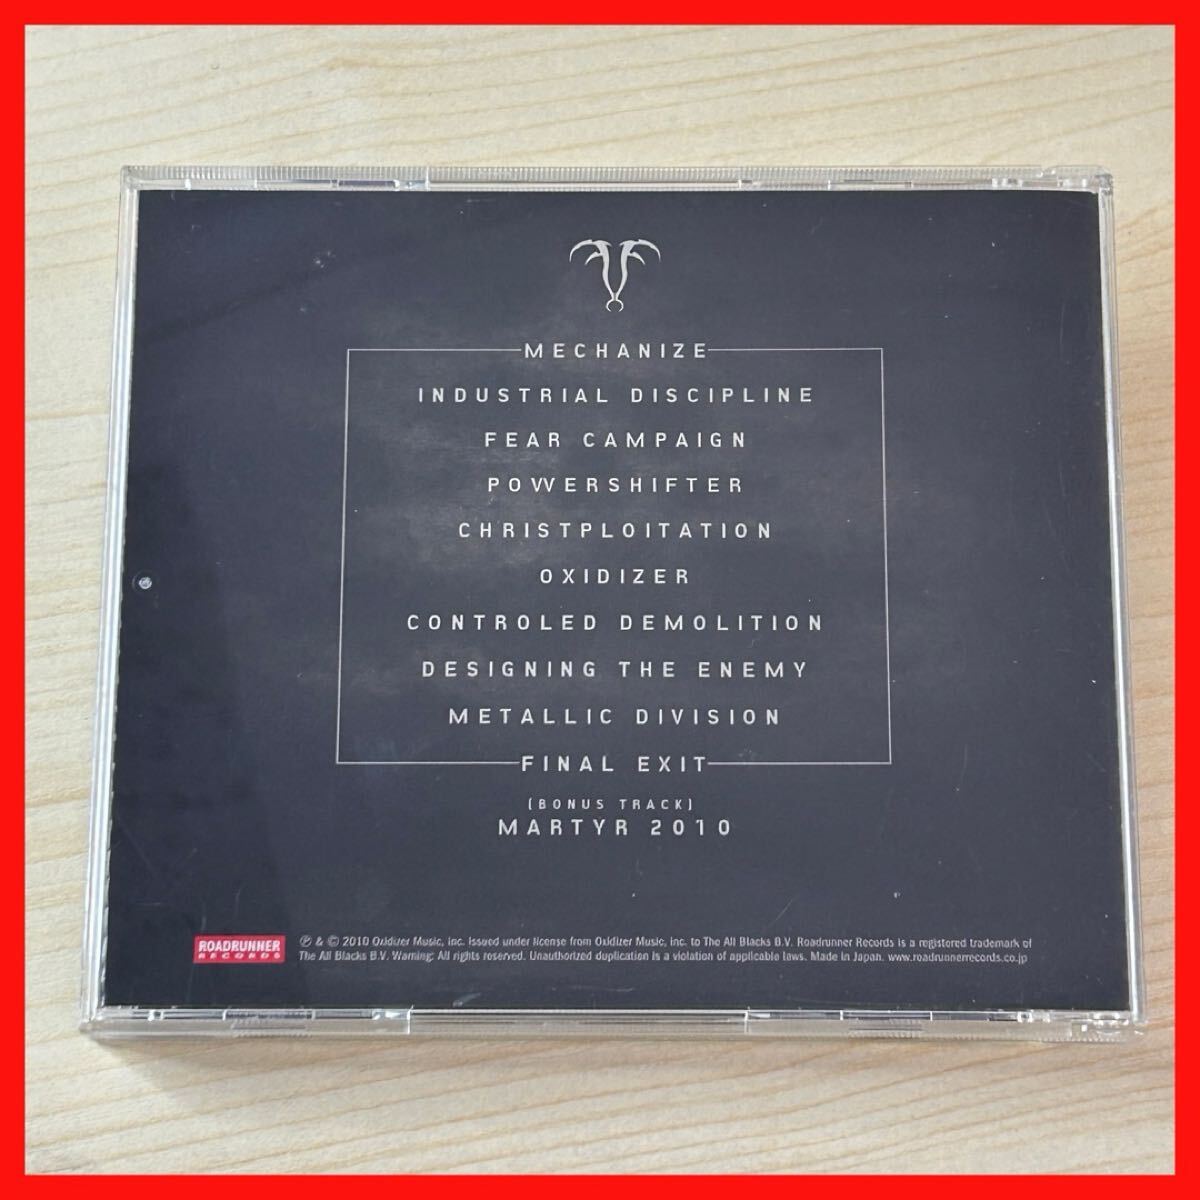 MECHANIZE
INDUSTRIAL DISCIPLINE
FEAR CAMPAIGN
POWERSHIFTER
CHRISTPLOITATION
OXIDIZER
CONTROLED DEMOLITION
DESIGNING THE ENEMY
METALLIC DIVISION
FINAL EXIT
(BONUS TRACK)
MARTYR 2010
ROADRUNNER
RECORDS
℗ & © 2010 Oxidizer Music, Inc. Issued under license from Oxidizer Music, Inc. to The All Blacks B.V. Roadrunner Records is a registered trademark of
The All Blacks B.V. Warning: All rights reserved. Unauthorized duplication is a violation of applicable laws. Made in Japan. www.roadrunnerrecords.co.jp